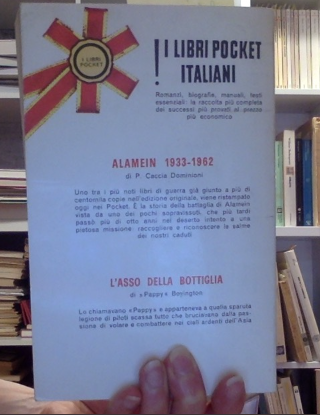 I LIBRI
POCKET
! I LIBRI POCKET
ITALIANI
Romanzi, biografie, manuali, testi
essenziali: la raccolta più completa
dei successi più provati al prezzo
più economico
ALAMEIN 1933-1962
di P. Caccia Dominioni
Uno tra i più noti libri di guerra già giunto a più di
centomila copie nell'edizione originale, viene ristampato
oggi nei Pocket. È la storia della battaglia di Alamein
vista da uno dei pochi sopravissuti, che più tardi
passò più di otto anni nel deserto intento a una
pietosa missione: raccogliere e riconoscere le salme
dei nostri caduti
L'ASSO DELLA BOTTIGLIA
di «Pappy» Boyington
Lo chiamavano «Pappy» e apparteneva a quella sparuta
legione di piloti scesa tutto che bruciavano dalla pas-
sione di volare e combattere nei cieli ardenti dell'Asia